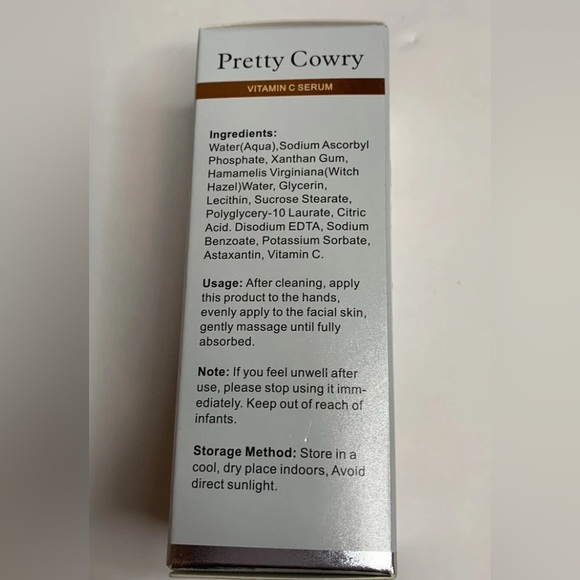 Pretty Cowry
VITAMIN C SERUM
Ingredients:
Water(Aqua),Sodium Ascorbyl
Phosphate, Xanthan Gum,
Hamamelis Virginiana(Witch
Hazel)Water, Glycerin,
Lecithin, Sucrose Stearate,
Polyglycery-10 Laurate, Citric
Acid. Disodium EDTA, Sodium
Benzoate, Potassium Sorbate,
Astaxantin, Vitamin C.
Usage: After cleaning, apply
this product to the hands,
evenly apply to the facial skin,
gently massage until fully
absorbed.
Note: If you feel unwell after
use, please stop using it imm-
ediately. Keep out of reach of
infants.
Storage Method: Store in a
cool, dry place indoors, Avoid
direct sunlight.